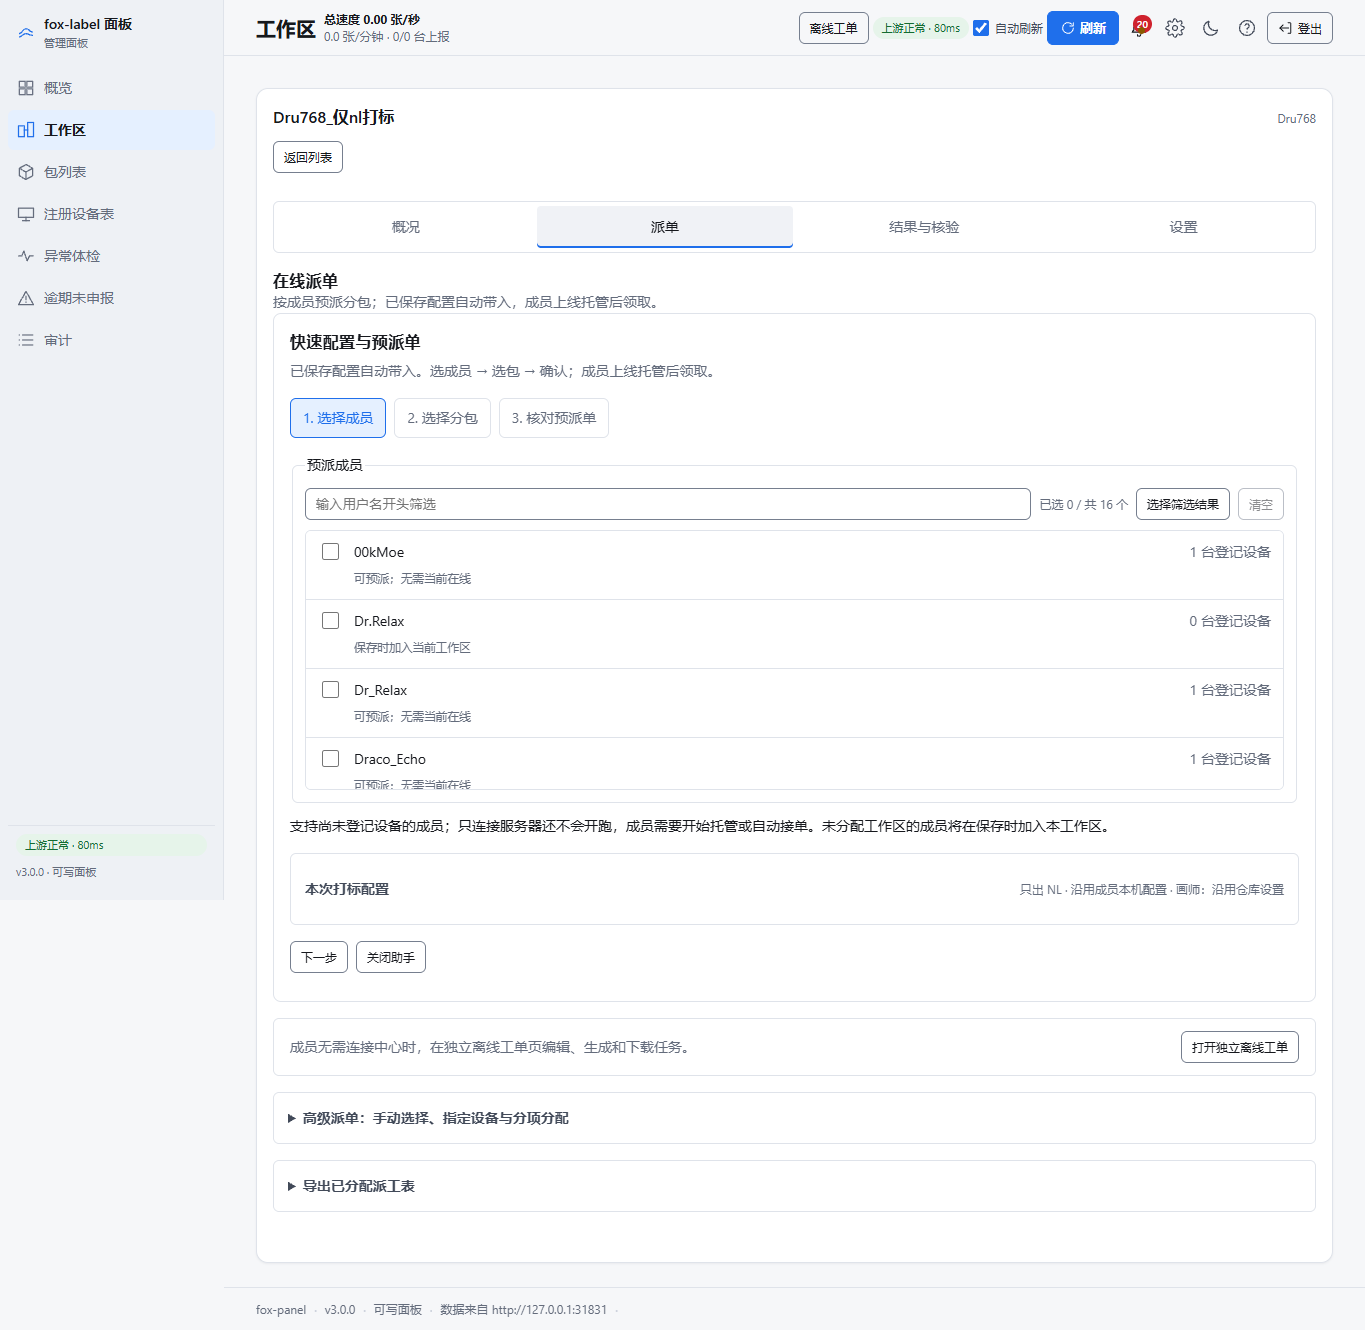 fox-label 面板
管理面板
概览
工作区
包列表
注册设备表
异常体检
逾期未申报
审计
上游正常 · 80ms
v3.0.0 · 可写面板
工作区
总速度 0.00 张/秒
0.0 张/分钟 · 0/0 台上报
离线工单
上游正常 · 80ms
自动刷新
刷新
20
登出
Dru768_仅nl打标
Dru768
返回列表
概况
派单
结果与核验
设置
在线派单
按成员预派分包；已保存配置自动带入，成员上线托管后领取。
快速配置与预派单
已保存配置自动带入。选成员 → 选包 → 确认；成员上线托管后领取。
1. 选择成员
2. 选择分包
3. 核对预派单
预派成员
输入用户名开头筛选
已选 0 / 共 16 个
选择筛选结果
清空
00kMoe
1 台登记设备
可预派；无需当前在线
Dr.Relax
0 台登记设备
保存时加入当前工作区
Dr_Relax
1 台登记设备
可预派；无需当前在线
Draco_Echo
1 台登记设备
可预派；无需当前在线
支持尚未登记设备的成员；只连接服务器还不会开跑，成员需要开始托管或自动接单。未分配工作区的成员将在保存时加入本工作区。
本次打标配置
只出 NL · 沿用成员本机配置 · 画师：沿用仓库设置
下一步
关闭助手
成员无需连接中心时，在独立离线工单页编辑、生成和下载任务。
打开独立离线工单
▶ 高级派单：手动选择、指定设备与分项分配
▶ 导出已分配派工表
fox-panel · v3.0.0 · 可写面板 · 数据来自 http://127.0.0.1:31831 ·